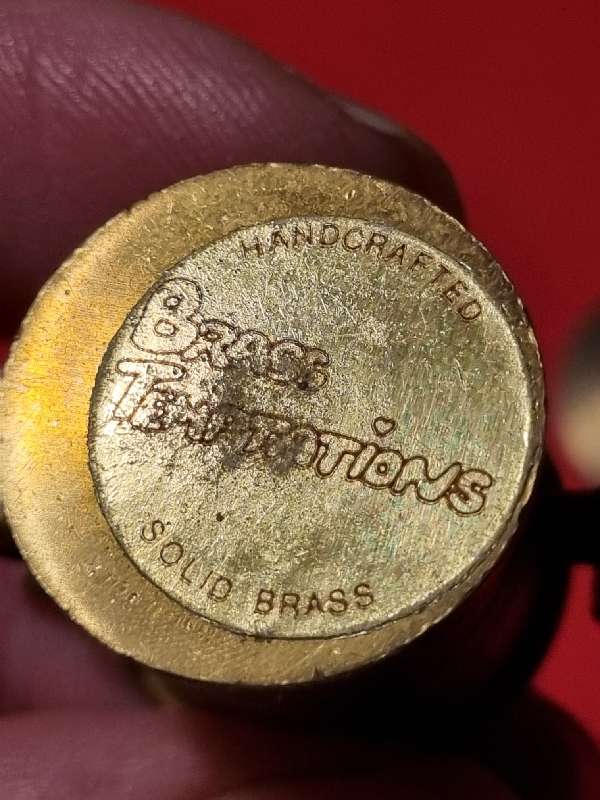 HANDCRAFTED
BRASS
TEMPTATIONS
SOLID BRASS